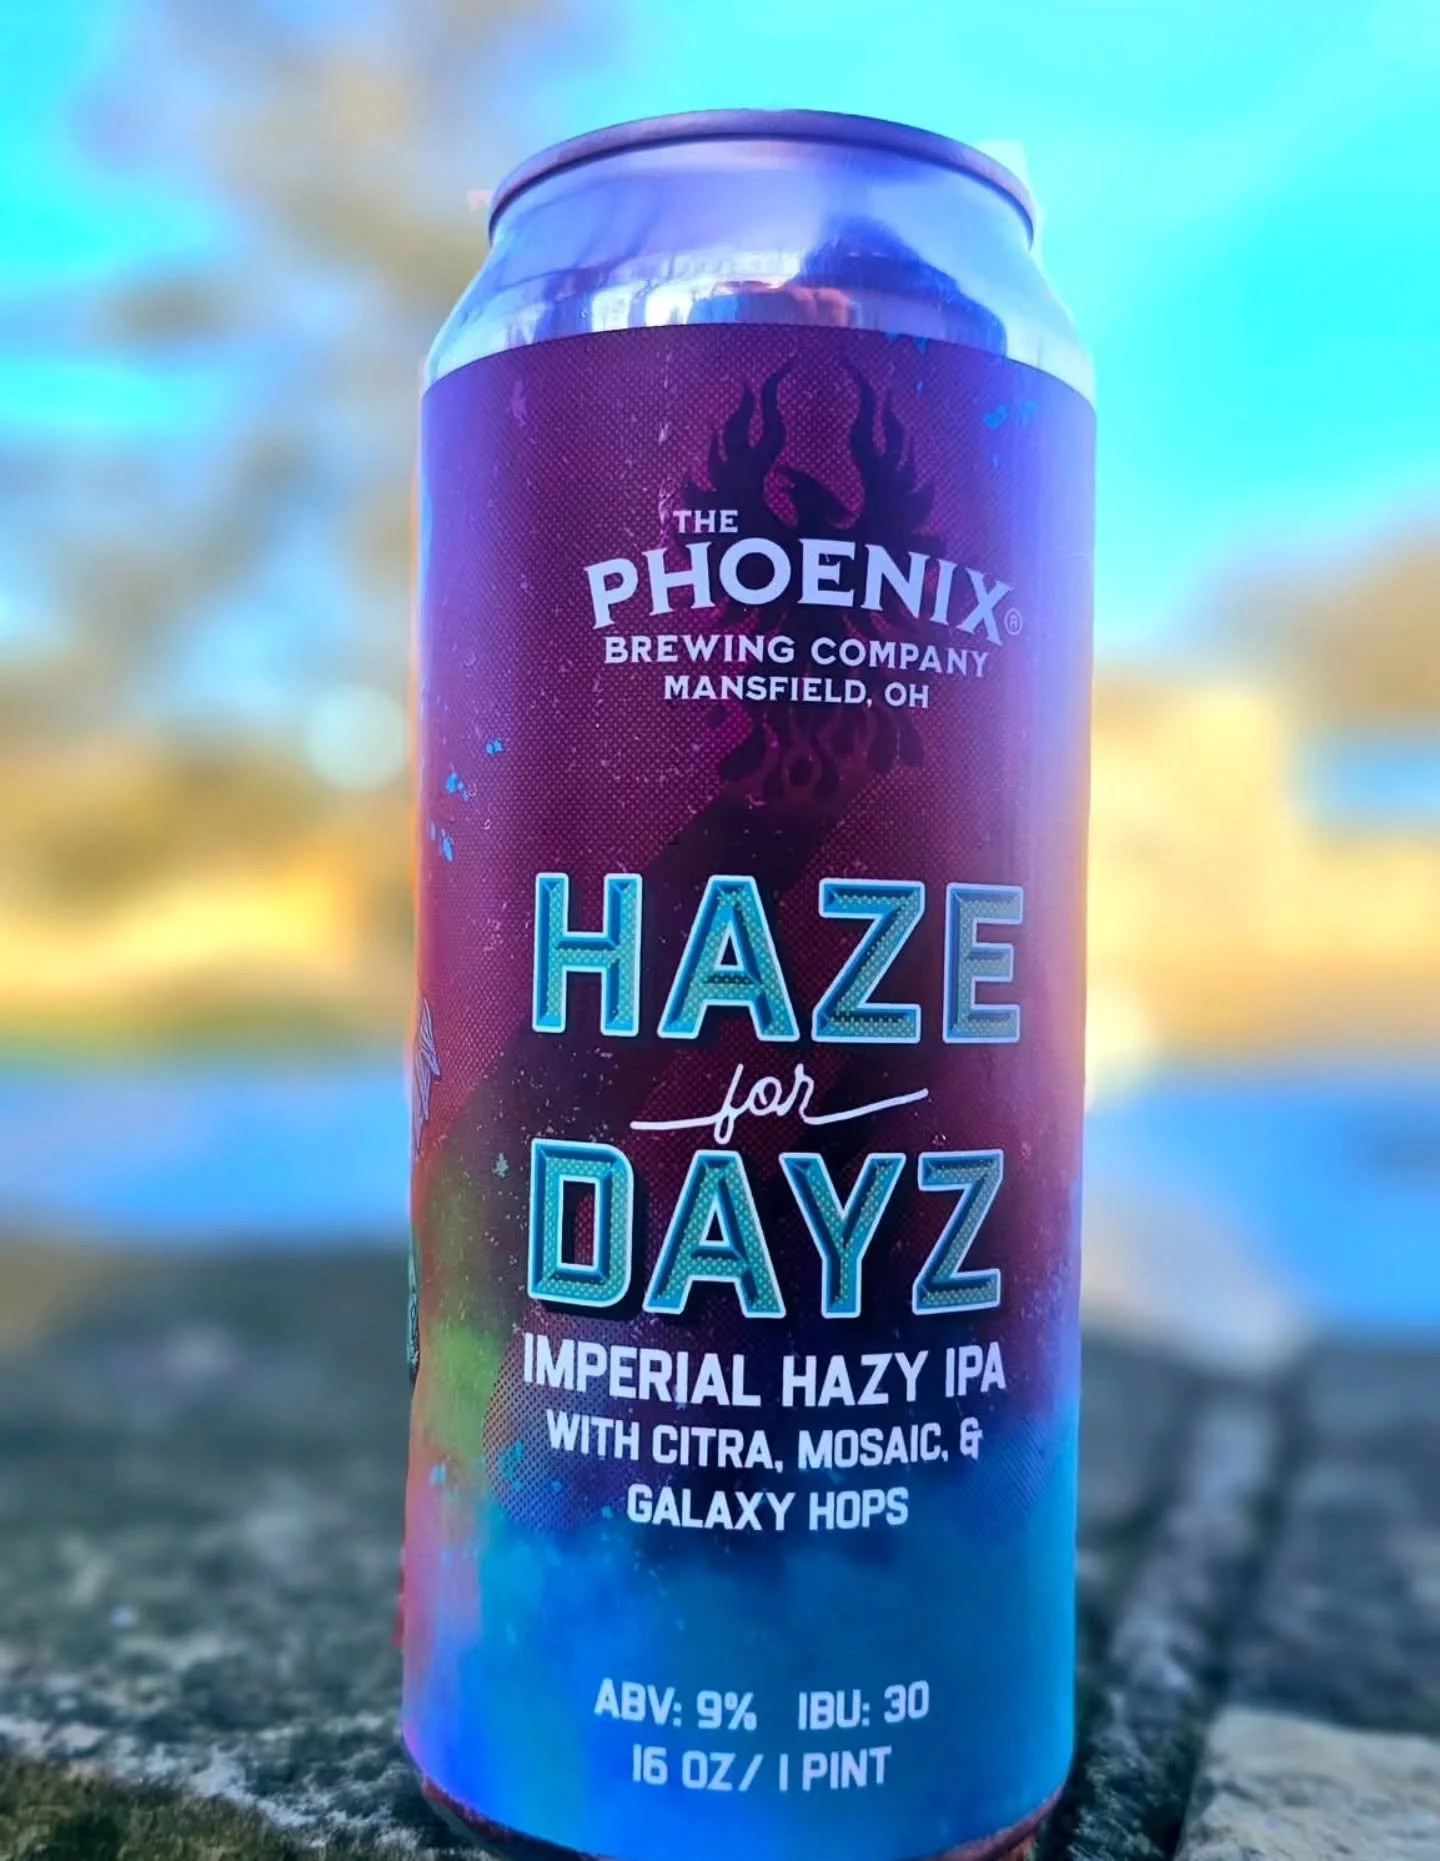 THE
PHOENIX®
BREWING COMPANY
MANSFIELD, OH
HAZE
for
DAYZ
IMPERIAL HAZY IPA
WITH CITRA, MOSAIC, &
GALAXY HOPS
ABV: 9% IBU: 30
16 OZ/ 1 PINT